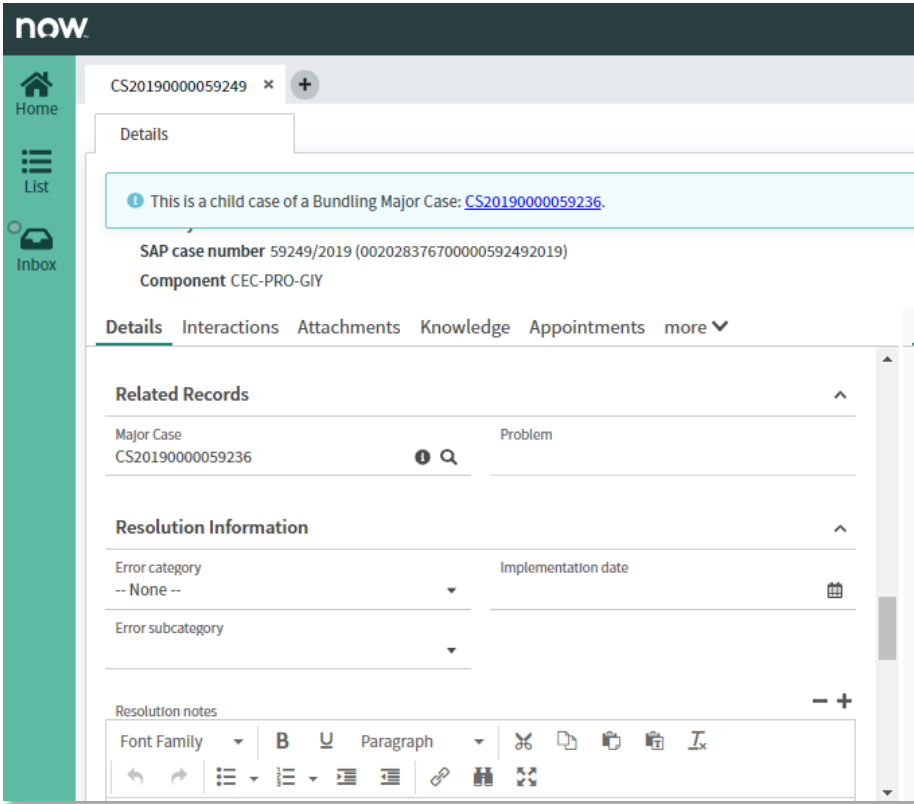 now.
CS20190000059249
Home
Details
List
This is a child case of a Bundling Major Case: CS20190000059236.
Inbox
SAP case number 59249/2019 (002028376700000592492019)
Component CEC-PRO-GIY
Details Interactions Attachments Knowledge Appointments more
Related Records
Major Case
CS20190000059236
Problem
Resolution Information
Error category
-- None --
Implementation date
Error subcategory
Resolution notes
Font Family B U Paragraph